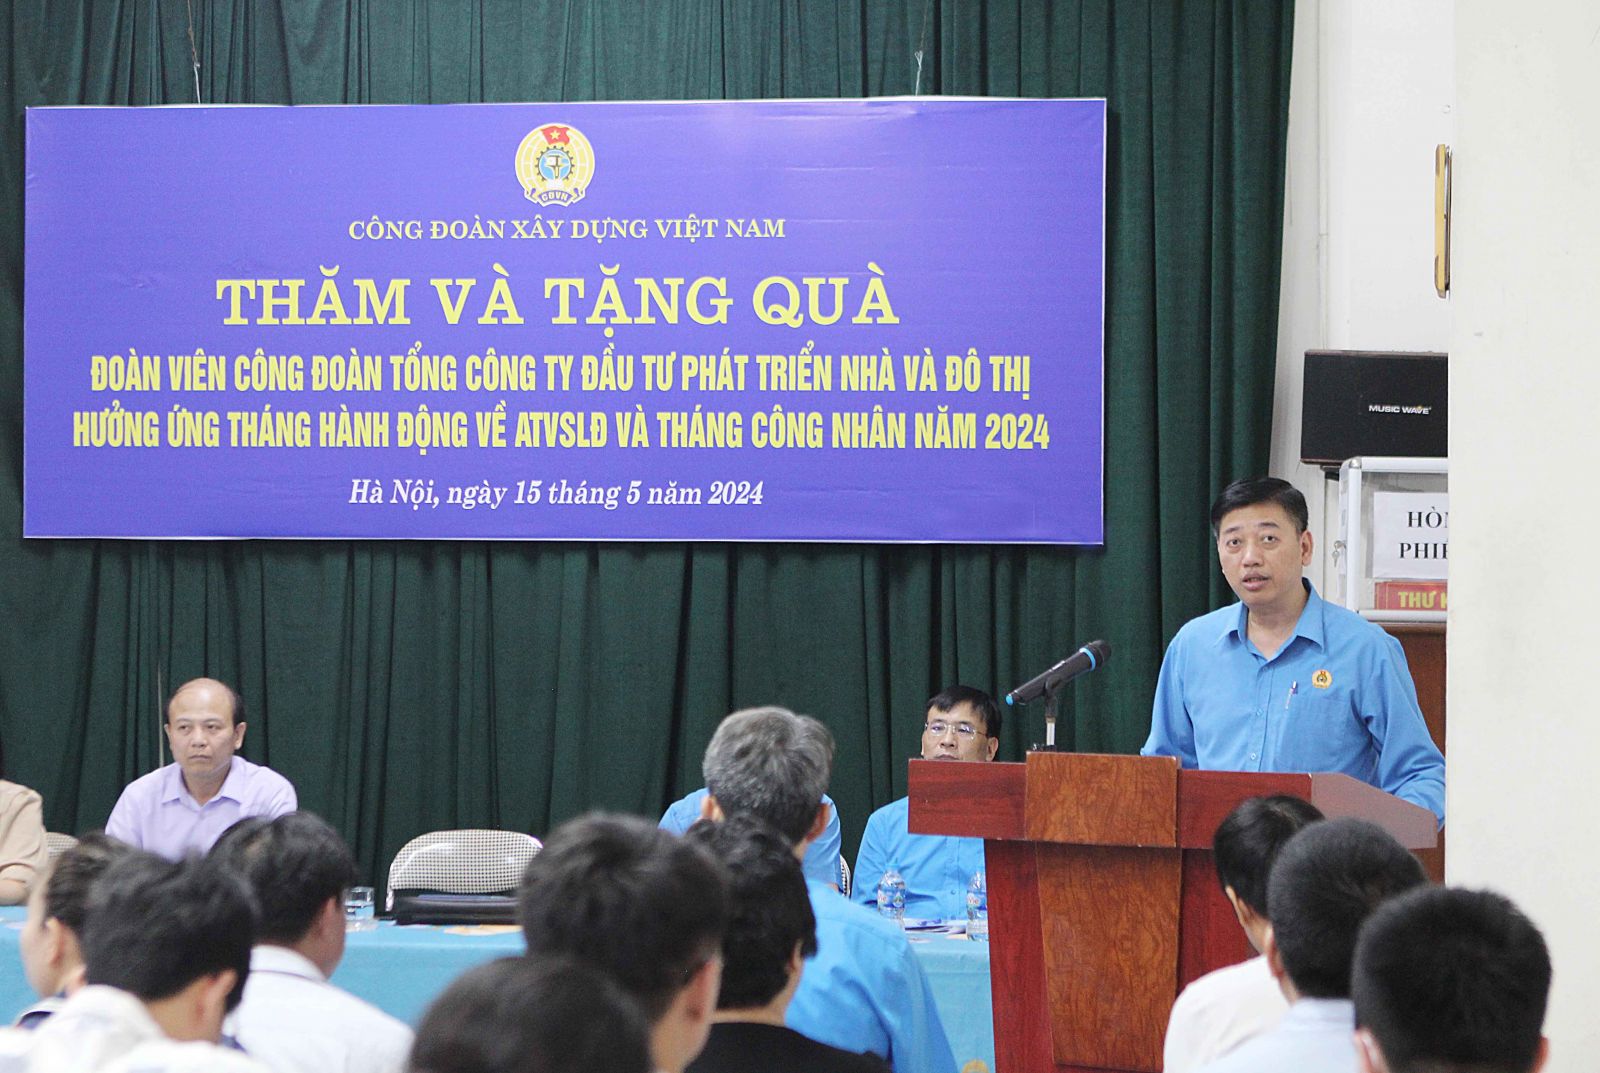 CĐVN
CÔNG ĐOÀN XÂY DỰNG VIỆT NAM
THĂM VÀ TẶNG QUÀ
ĐOÀN VIÊN CÔNG ĐOÀN TỔNG CÔNG TY ĐẦU TƯ PHÁT TRIỂN NHÀ VÀ ĐÔ THỊ
HƯỞNG ỨNG THÁNG HÀNH ĐỘNG VỀ ATVSLĐ VÀ THÁNG CÔNG NHÂN NĂM 2024
Hà Nội, ngày 15 tháng 5 năm 2024
MUSIC WAVE
THƯ